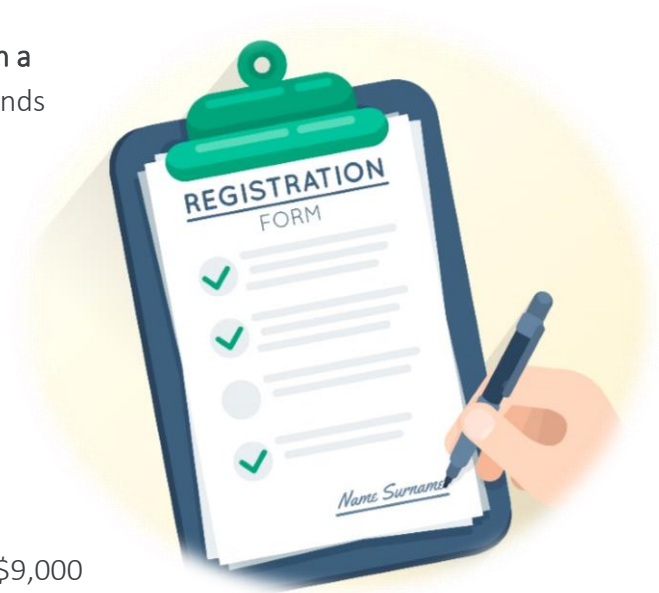 n a
nds
REGISTRATION
FORM
Name Surname
$9,000